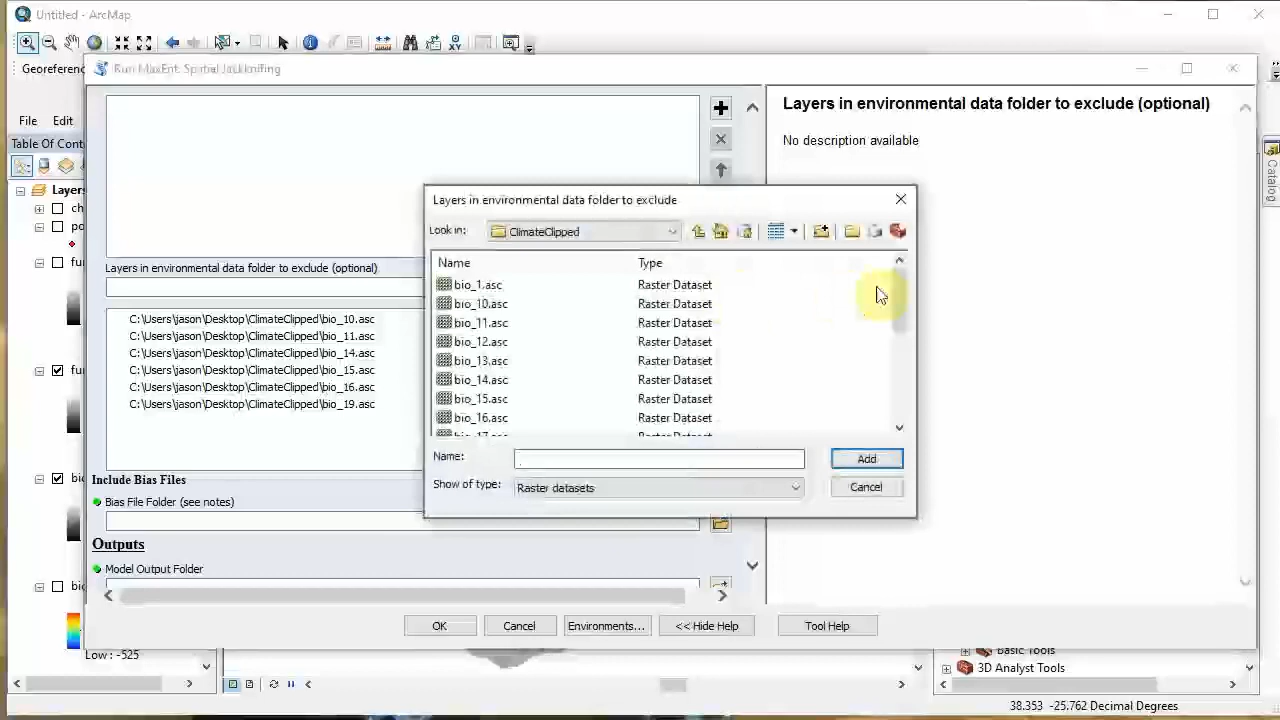 Untitled - ArcMap
Run MaxEnt: Spatial Jackknifing
File Edit
Layers in environmental data folder to exclude (optional)
No description available
Layers in environmental data folder to exclude
Look in: ClimateClipped
Name Type
bio_1.asc Raster Dataset
bio_10.asc Raster Dataset
bio_11.asc Raster Dataset
bio_12.asc Raster Dataset
bio_13.asc Raster Dataset
bio_14.asc Raster Dataset
bio_15.asc Raster Dataset
bio_16.asc Raster Dataset
Name: Add
Show of type: Raster datasets Cancel
Layers in environmental data folder to exclude (optional)
C:\Users\jason\Desktop\ClimateClipped\bio_10.asc
C:\Users\jason\Desktop\ClimateClipped\bio_11.asc
C:\Users\jason\Desktop\ClimateClipped\bio_14.asc
C:\Users\jason\Desktop\ClimateClipped\bio_15.asc
C:\Users\jason\Desktop\ClimateClipped\bio_16.asc
C:\Users\jason\Desktop\ClimateClipped\bio_19.asc
Include Bias Files
Bias File Folder (see notes)
Outputs
Model Output Folder
OK Cancel Environments... << Hide Help Tool Help
Table Of Cont
Layers
Low : -525
Basic Tools
3D Analyst Tools
Catalog
38.353 -25.762 Decimal Degrees